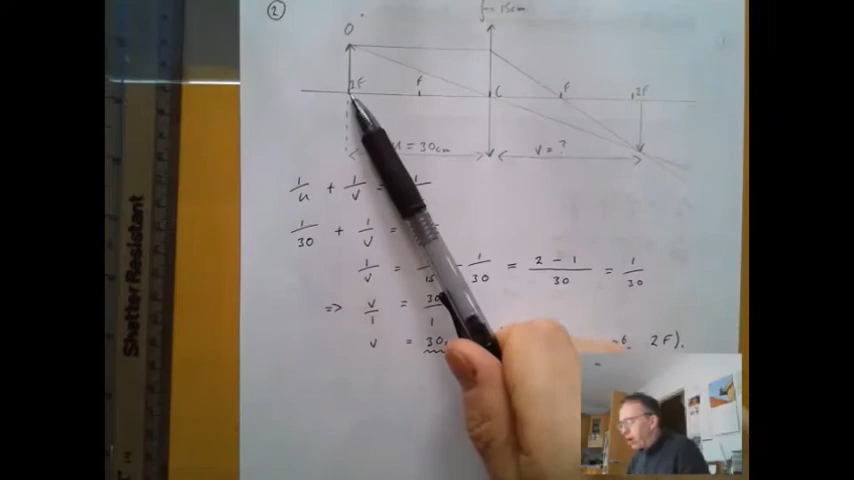 2
f = 15cm
O
2F F C F 2F
u = 30cm v = ?
1/u + 1/v = 1
1/30 + 1/v =
1/v = 1/15 - 1/30 = 2 - 1/30 = 1/30
=> v/1 = 30/1
v = 30 2F).
Shatter Resistant